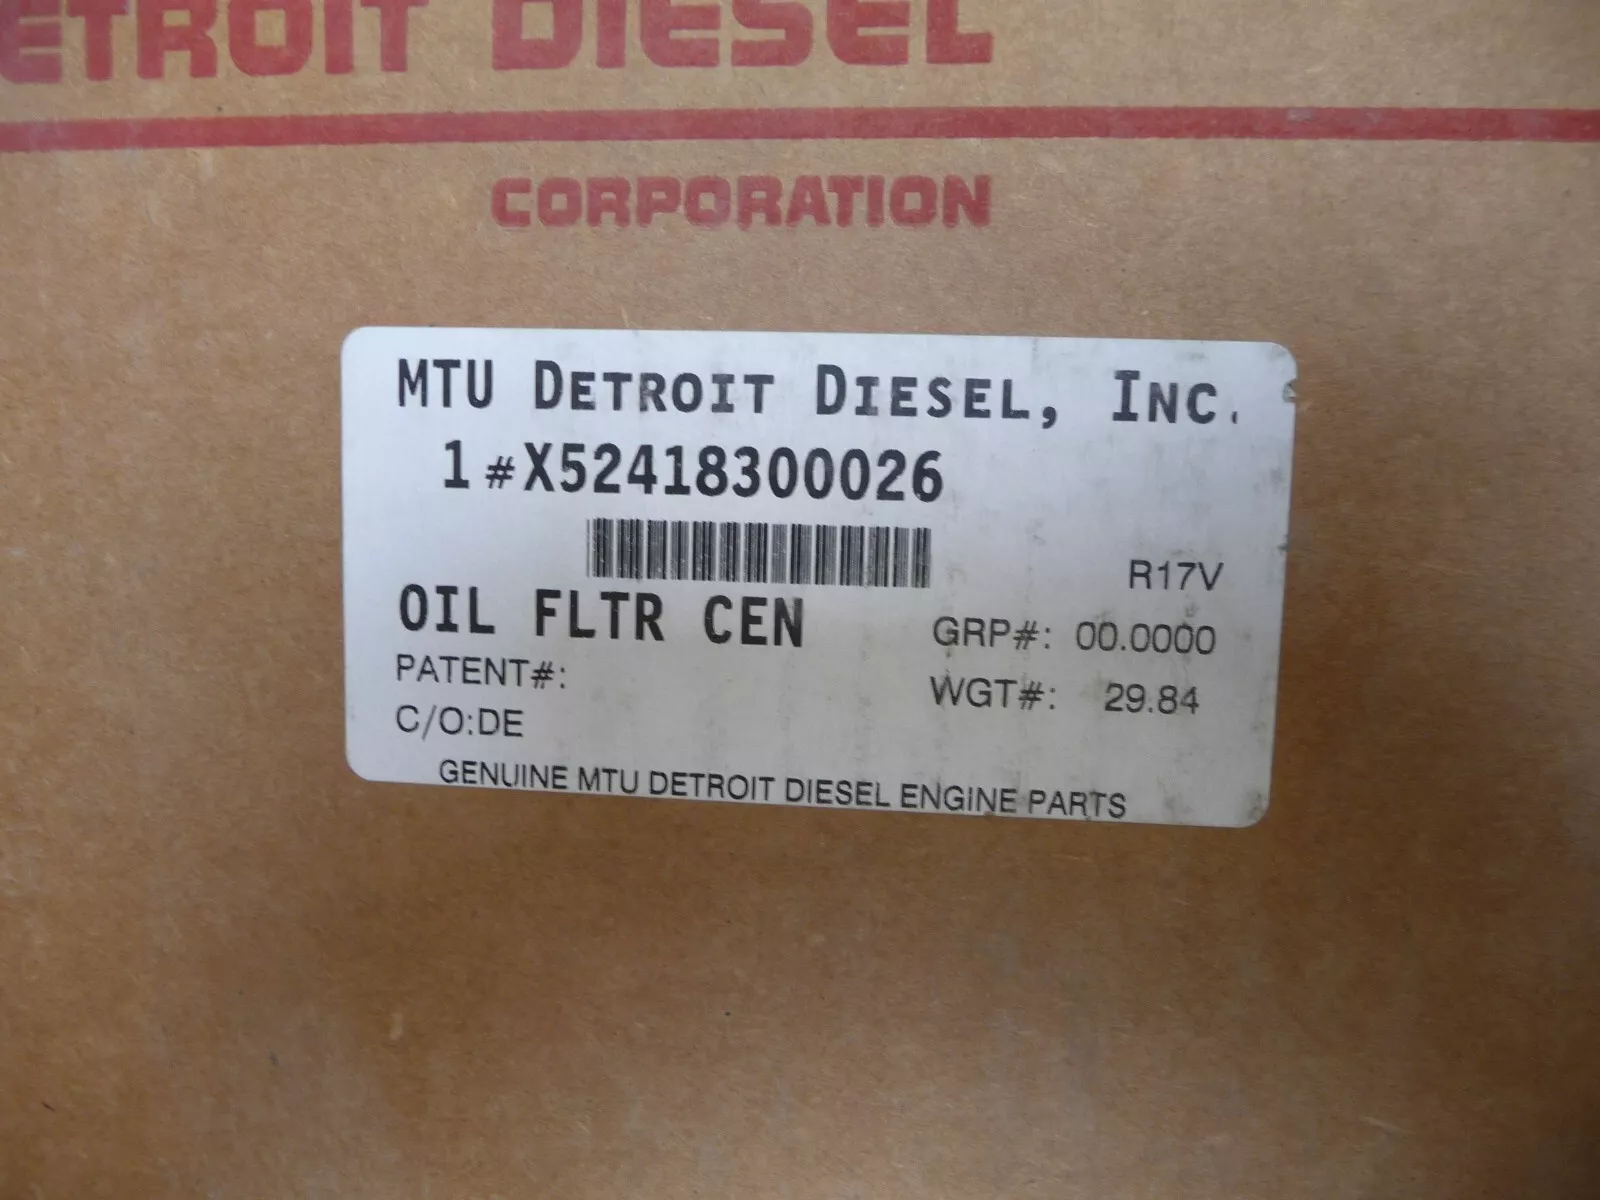 ETROIT DIESEL
CORPORATION
MTU DETROIT DIESEL, INC.
1 #X52418300026
R17V
OIL FLTR CEN
GRP#: 00.0000
PATENT#:
WGT#: 29.84
C/O:DE
GENUINE MTU DETROIT DIESEL ENGINE PARTS